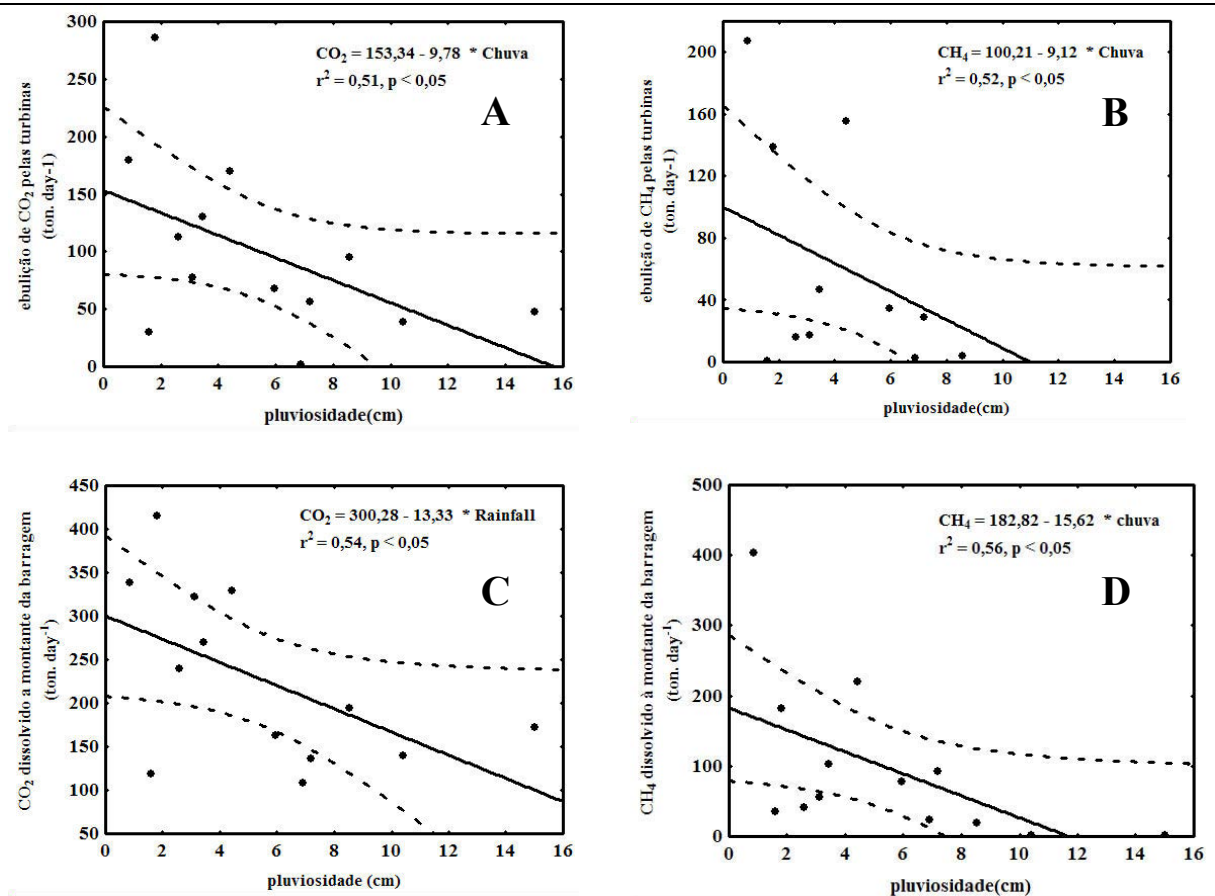 300
250
200
150
100
50
0
ebulição de CO2 pelas turbinas
(ton. day-1)
CO2 = 153,34 - 9,78 * Chuva
r2 = 0,51, p < 0,05
A
0 2 4 6 8 10 12 14 16
pluviosidade(cm)
200
160
120
80
40
0
ebulição de CH4 pelas turbinas
(ton. day-1)
CH4 = 100,21 - 9,12 * Chuva
r2 = 0,52, p < 0,05
B
0 2 4 6 8 10 12 14 16
pluviosidade(cm)
450
400
350
300
250
200
150
100
50
CO2 dissolvido a montante da barragem
(ton. day-1)
CO2 = 300,28 - 13,33 * Rainfall
r2 = 0,54, p < 0,05
C
0 2 4 6 8 10 12 14 16
pluviosidade (cm)
500
400
300
200
100
0
CH4 dissolvido à montante da barragem
(ton. day-1)
CH4 = 182,82 - 15,62 * chuva
r2 = 0,56, p < 0,05
D
0 2 4 6 8 10 12 14 16
pluviosidade (cm)